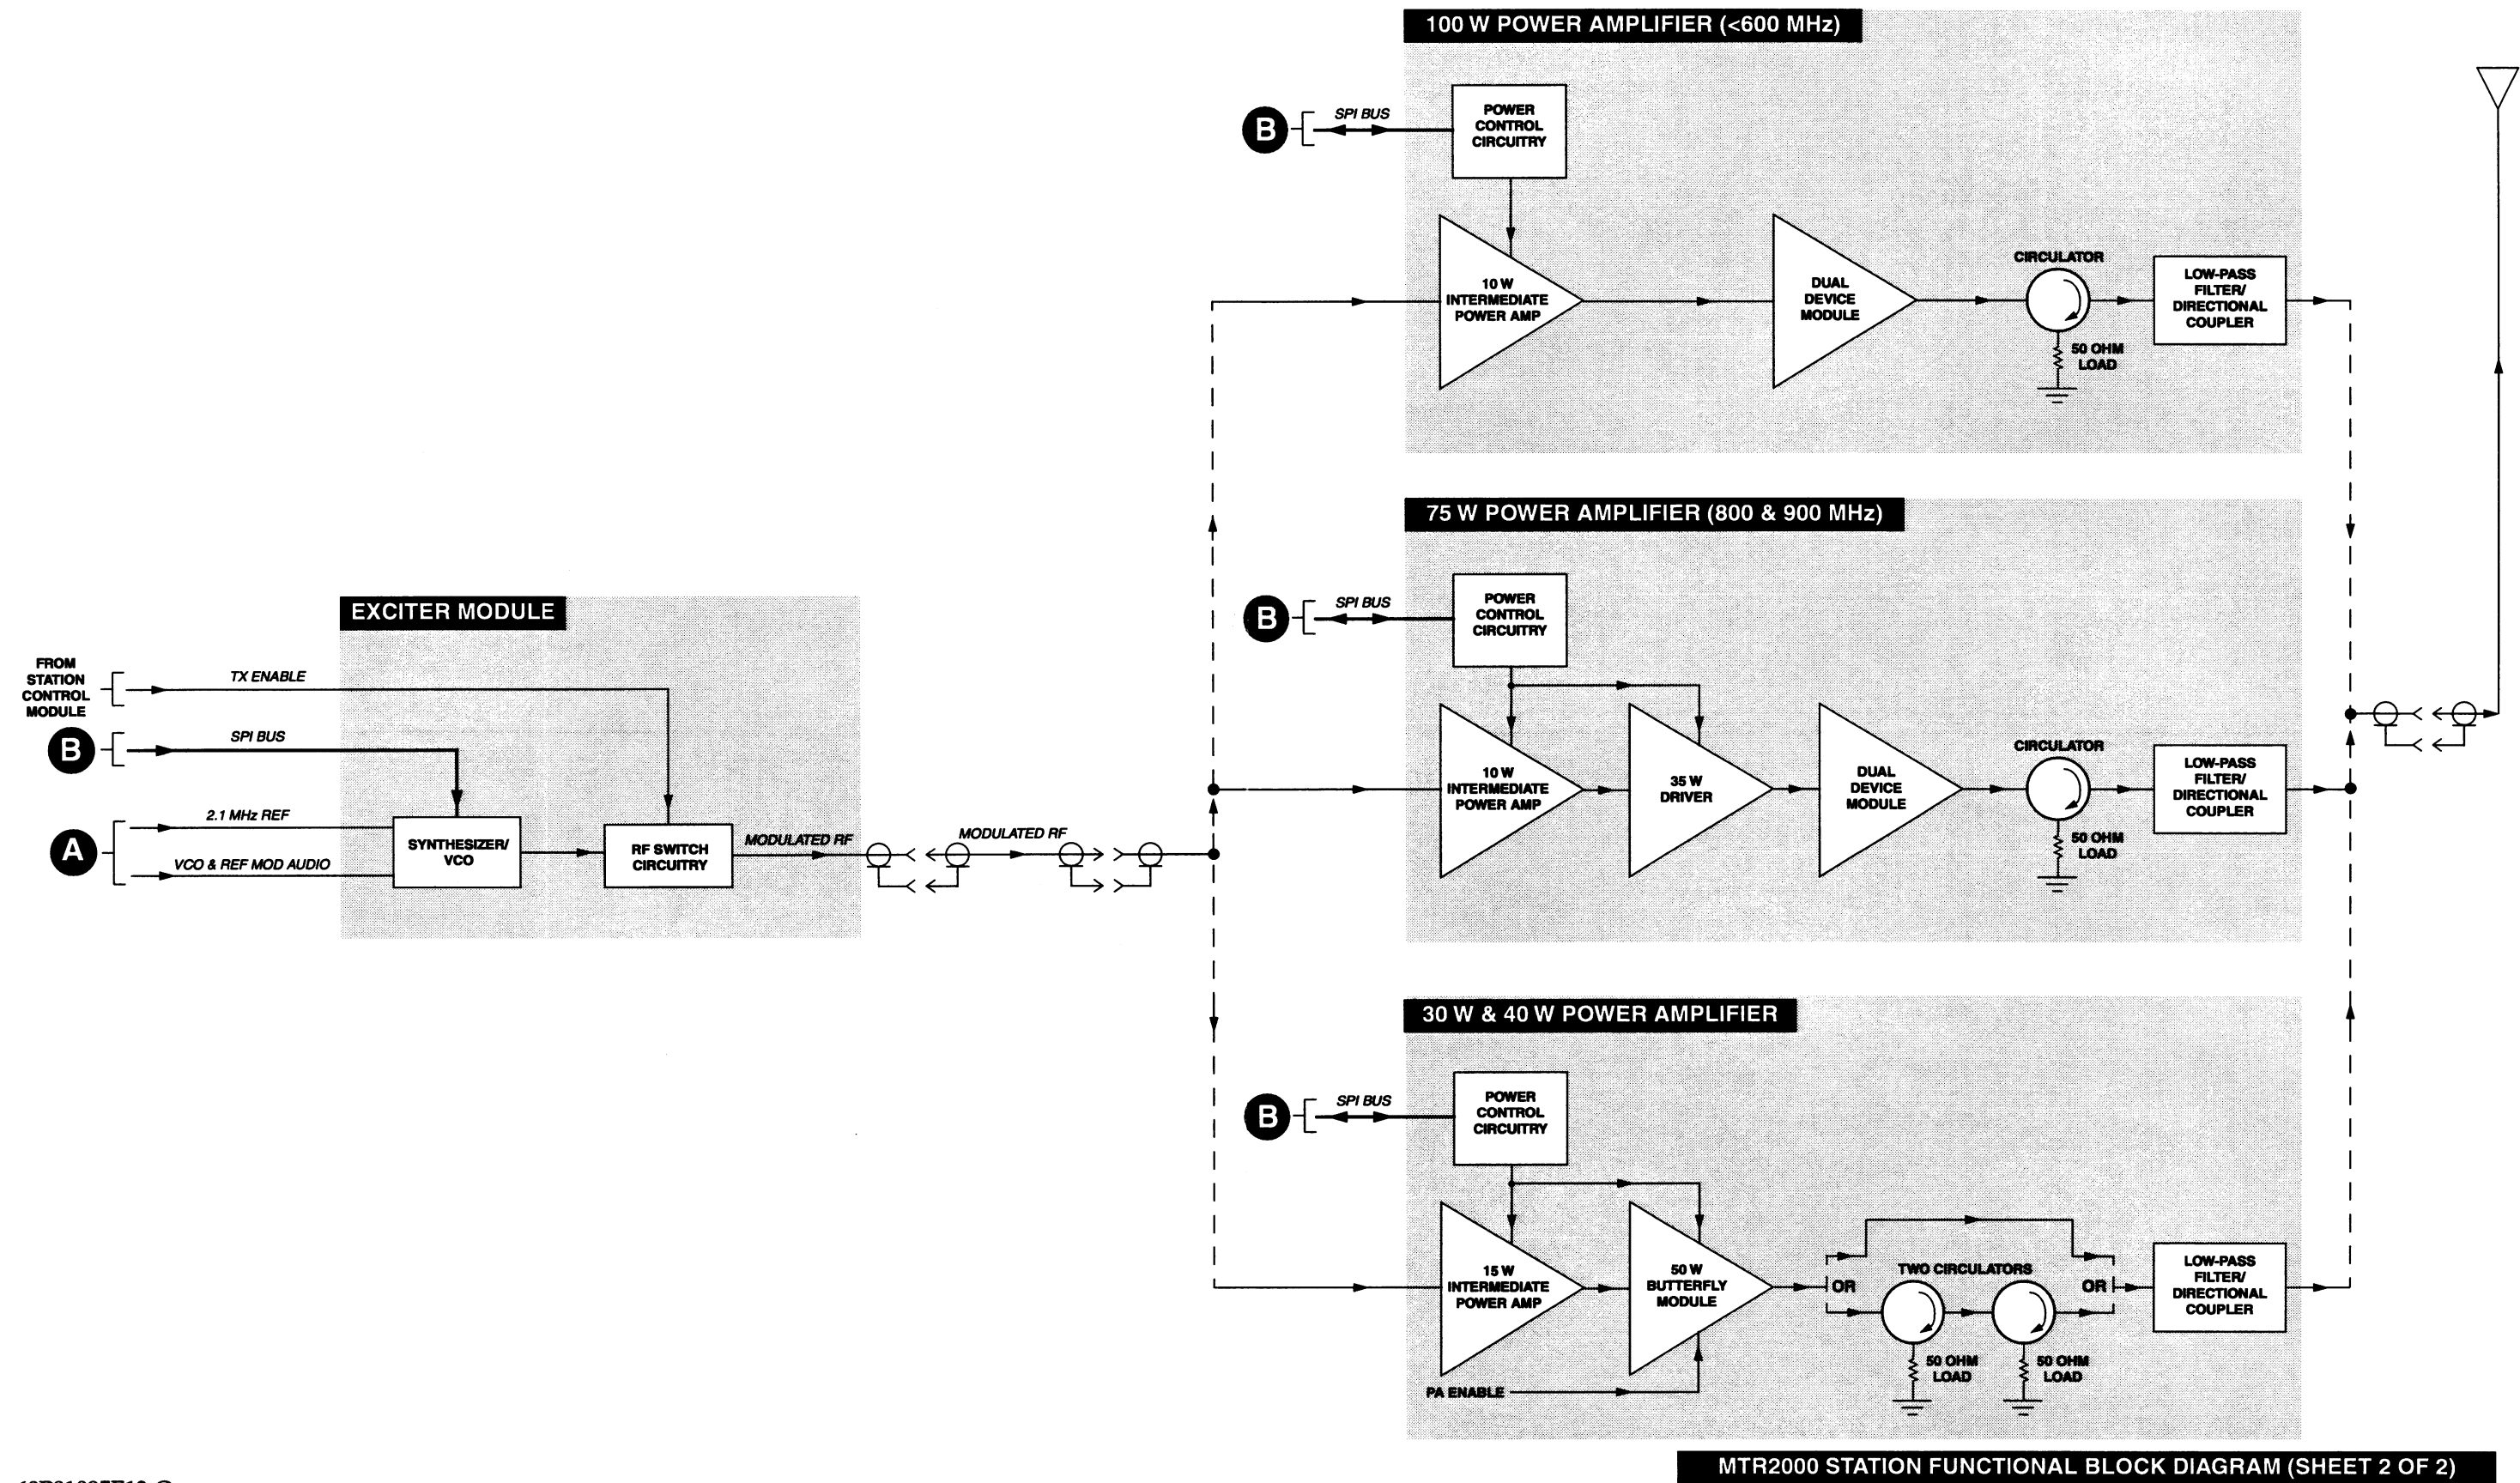 100 W POWER AMPLIFIER (<600 MHz)
B
SPI BUS
POWER
CONTROL
CIRCUITRY
10 W
INTERMEDIATE
POWER AMP
DUAL
DEVICE
MODULE
CIRCULATOR
50 OHM
LOAD
LOW-PASS
FILTER/
DIRECTIONAL
COUPLER
75 W POWER AMPLIFIER (800 & 900 MHz)
B
SPI BUS
POWER
CONTROL
CIRCUITRY
10 W
INTERMEDIATE
POWER AMP
35 W
DRIVER
DUAL
DEVICE
MODULE
CIRCULATOR
50 OHM
LOAD
LOW-PASS
FILTER/
DIRECTIONAL
COUPLER
EXCITER MODULE
FROM
STATION
CONTROL
MODULE
TX ENABLE
B
SPI BUS
A
2.1 MHz REF
VCO & REF MOD AUDIO
SYNTHESIZER/
VCO
RF SWITCH
CIRCUITRY
MODULATED RF
MODULATED RF
30 W & 40 W POWER AMPLIFIER
B
SPI BUS
POWER
CONTROL
CIRCUITRY
15 W
INTERMEDIATE
POWER AMP
50 W
BUTTERFLY
MODULE
PA ENABLE
OR
TWO CIRCULATORS
OR
50 OHM
LOAD
50 OHM
LOAD
LOW-PASS
FILTER/
DIRECTIONAL
COUPLER
MTR2000 STATION FUNCTIONAL BLOCK DIAGRAM (SHEET 2 OF 2)